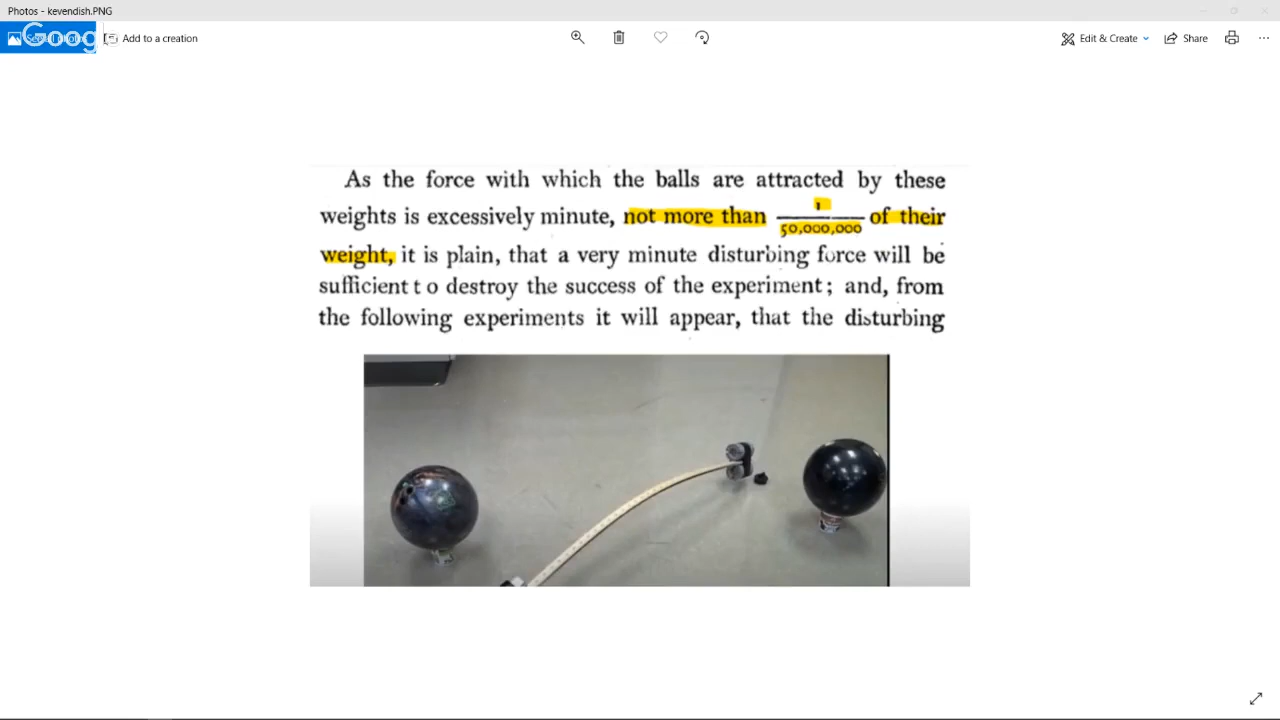 Photos - kevendish.PNG
Goog
Add to a creation
Edit & Create
Share
As the force with which the balls are attracted by these
weights is excessively minute, not more than 1/50,000,000 of their
weight, it is plain, that a very minute disturbing force will be
sufficient t o destroy the success of the experiment; and, from
the following experiments it will appear, that the disturbing